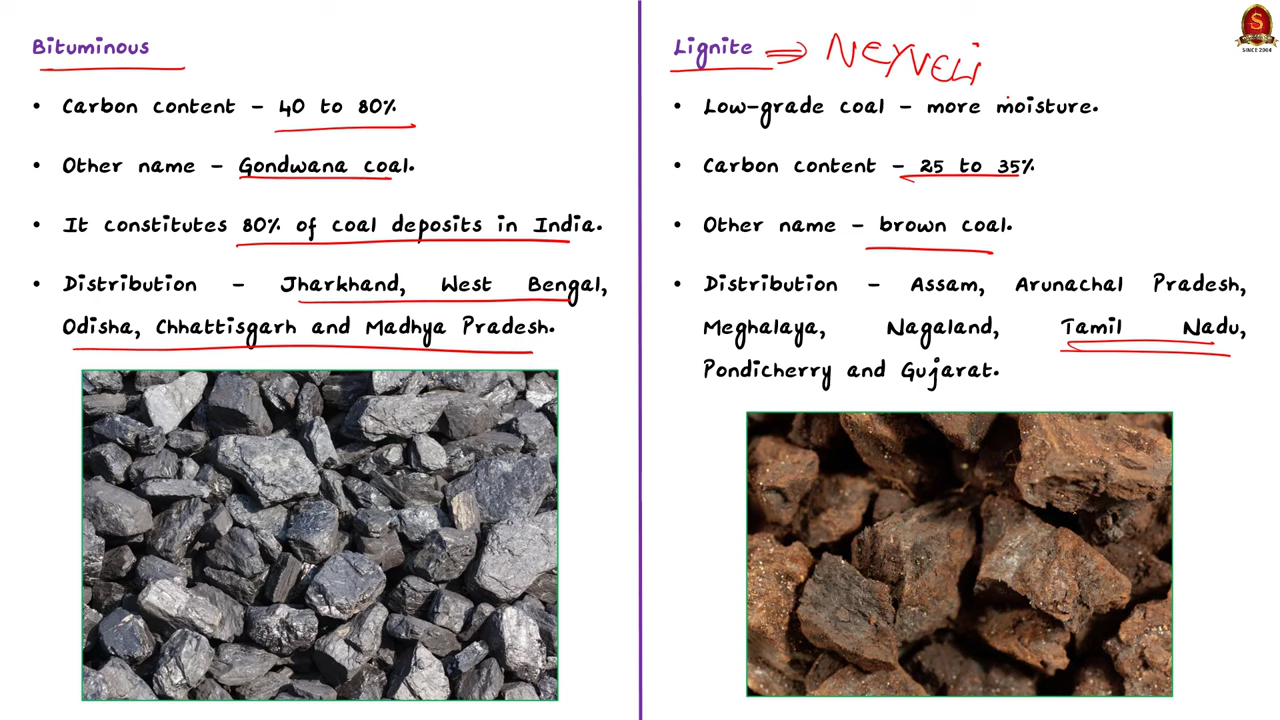 Bituminous
• Carbon content – 40 to 80%
• Other name – Gondwana coal.
• It constitutes 80% of coal deposits in India.
• Distribution – Jharkhand, West Bengal,
Odisha, Chhattisgarh and Madhya Pradesh.
Lignite ⇒ NEYVELi
• Low-grade coal – more moisture.
• Carbon content – 25 to 35%
• Other name – brown coal.
• Distribution – Assam, Arunachal Pradesh,
Meghalaya, Nagaland, Tamil Nadu,
Pondicherry and Gujarat.
S
SINCE 2004